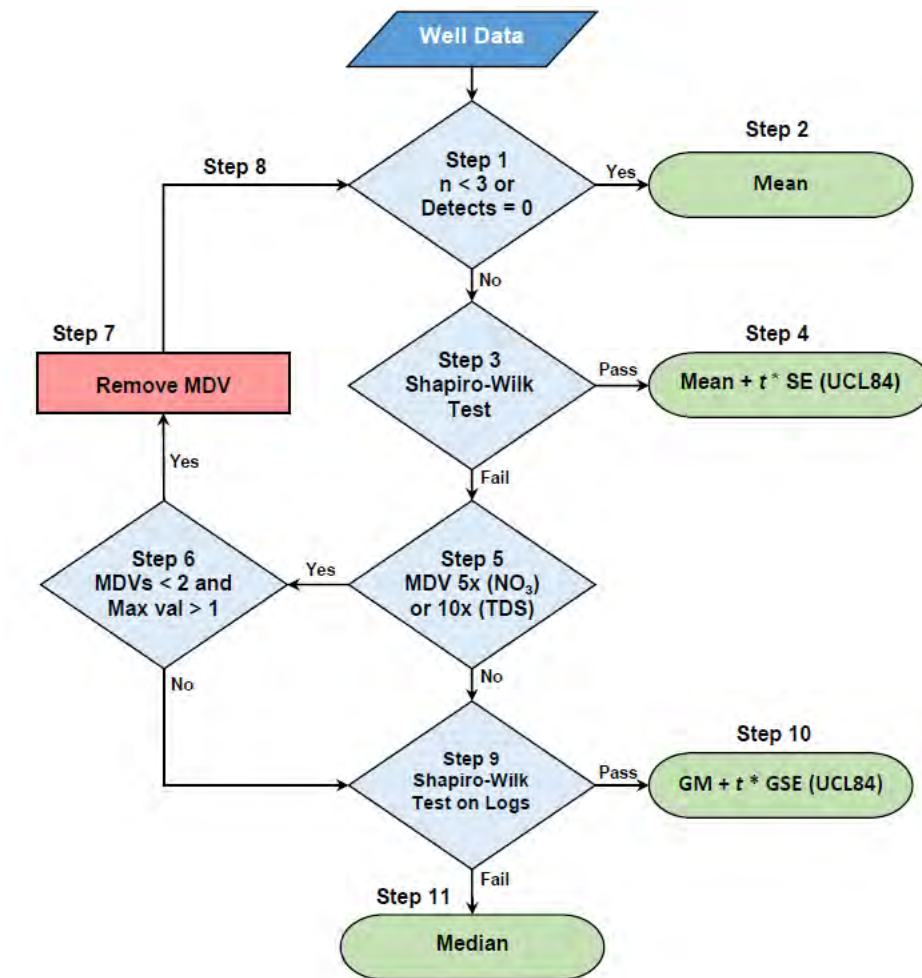 Well Data
Step 1
n < 3 or
Detects = 0
Yes
Step 2
Mean
No
Step 8
Step 3
Shapiro-Wilk
Test
Pass
Step 4
Mean + t * SE (UCL84)
Fail
Step 7
Remove MDV
Yes
Step 5
MDV 5x (NO₃)
or 10x (TDS)
Yes
Step 6
MDVs < 2 and
Max val > 1
No
No
Step 9
Shapiro-Wilk
Test on Logs
Pass
Step 10
GM + t * GSE (UCL84)
Fail
Step 11
Median